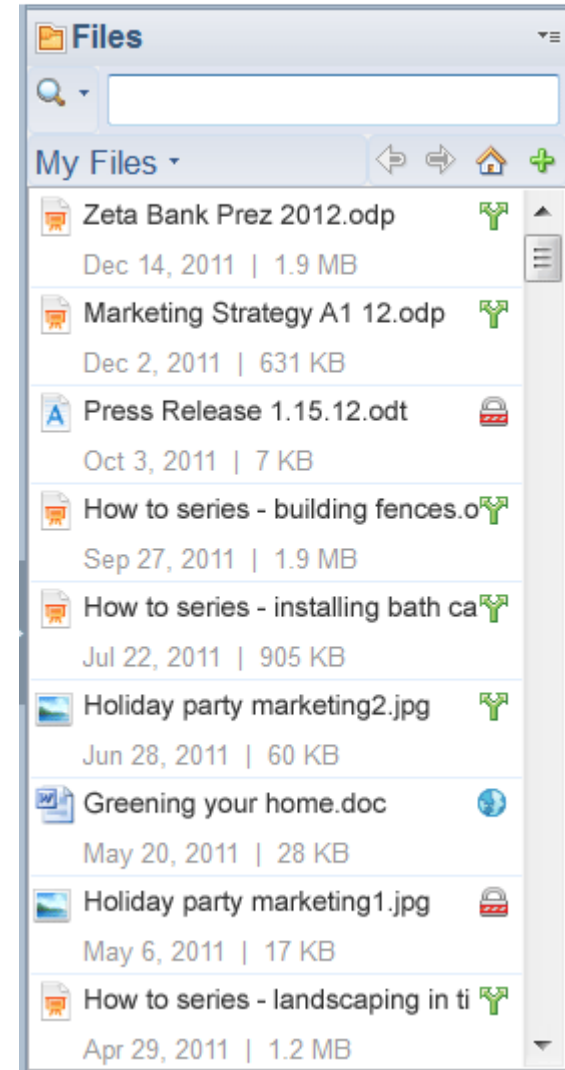 Files
My Files
Zeta Bank Prez 2012.odp
Dec 14, 2011 | 1.9 MB
Marketing Strategy A1 12.odp
Dec 2, 2011 | 631 KB
Press Release 1.15.12.odt
Oct 3, 2011 | 7 KB
How to series - building fences.o
Sep 27, 2011 | 1.9 MB
How to series - installing bath ca
Jul 22, 2011 | 905 KB
Holiday party marketing2.jpg
Jun 28, 2011 | 60 KB
Greening your home.doc
May 20, 2011 | 28 KB
Holiday party marketing1.jpg
May 6, 2011 | 17 KB
How to series - landscaping in ti
Apr 29, 2011 | 1.2 MB